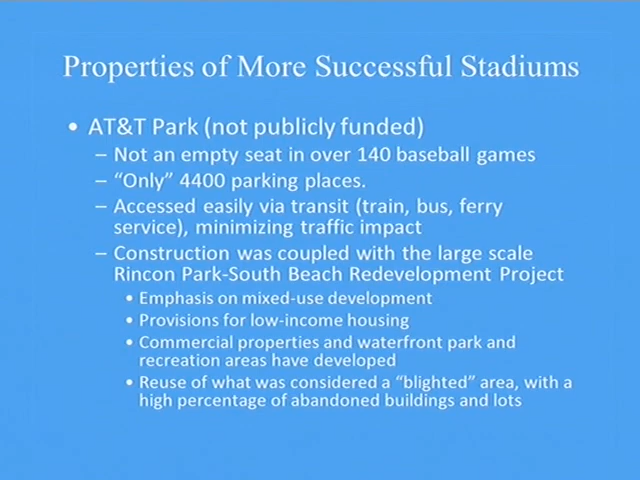 Properties of More Successful Stadiums
• AT&T Park (not publicly funded)
– Not an empty seat in over 140 baseball games
– “Only” 4400 parking places.
– Accessed easily via transit (train, bus, ferry
service), minimizing traffic impact
– Construction was coupled with the large scale
Rincon Park-South Beach Redevelopment Project
• Emphasis on mixed-use development
• Provisions for low-income housing
• Commercial properties and waterfront park and
recreation areas have developed
• Reuse of what was considered a “blighted” area, with a
high percentage of abandoned buildings and lots